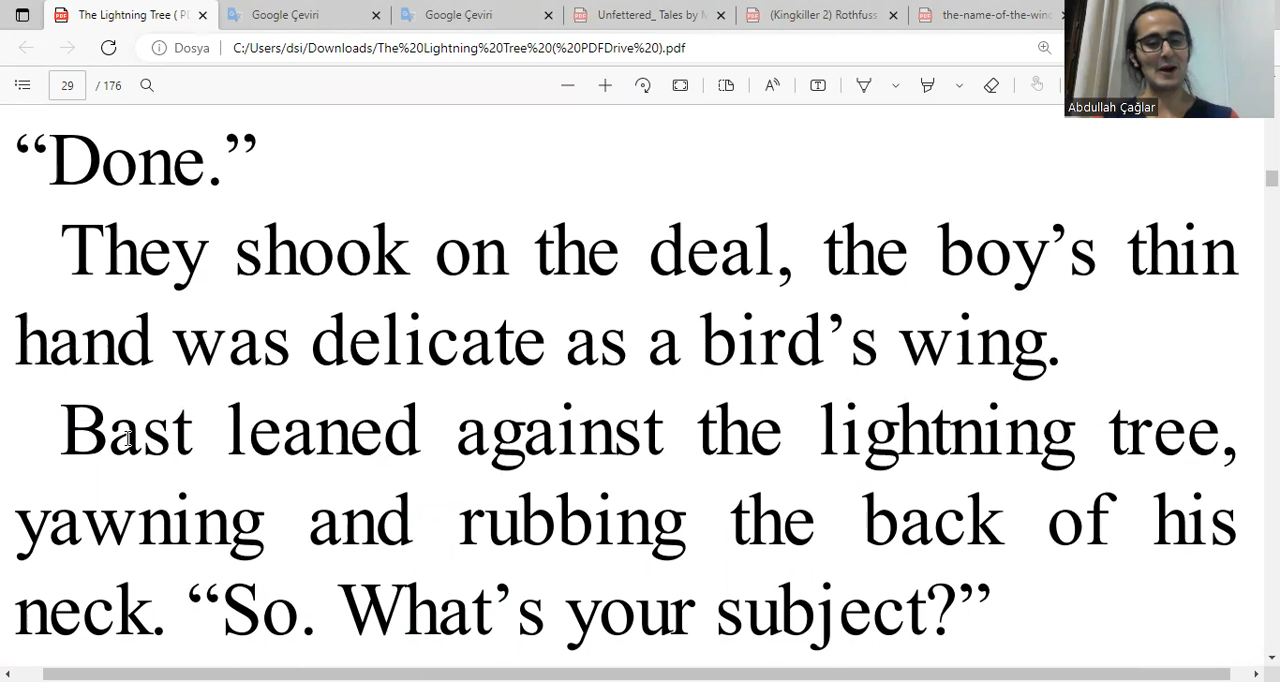 The Lightning Tree ( P
Google Çeviri
Google Çeviri
Unfettered_ Tales by M
(Kingkiller 2) Rothfuss
the-name-of-the-wind
Dosya
C:/Users/dsi/Downloads/The%20Lightning%20Tree%20(%20PDFDrive%20).pdf
29 / 176
Abdullah Çağlar
“Done.”
They shook on the deal, the boy’s thin
hand was delicate as a bird’s wing.
Bast leaned against the lightning tree,
yawning and rubbing the back of his
neck. “So. What’s your subject?”